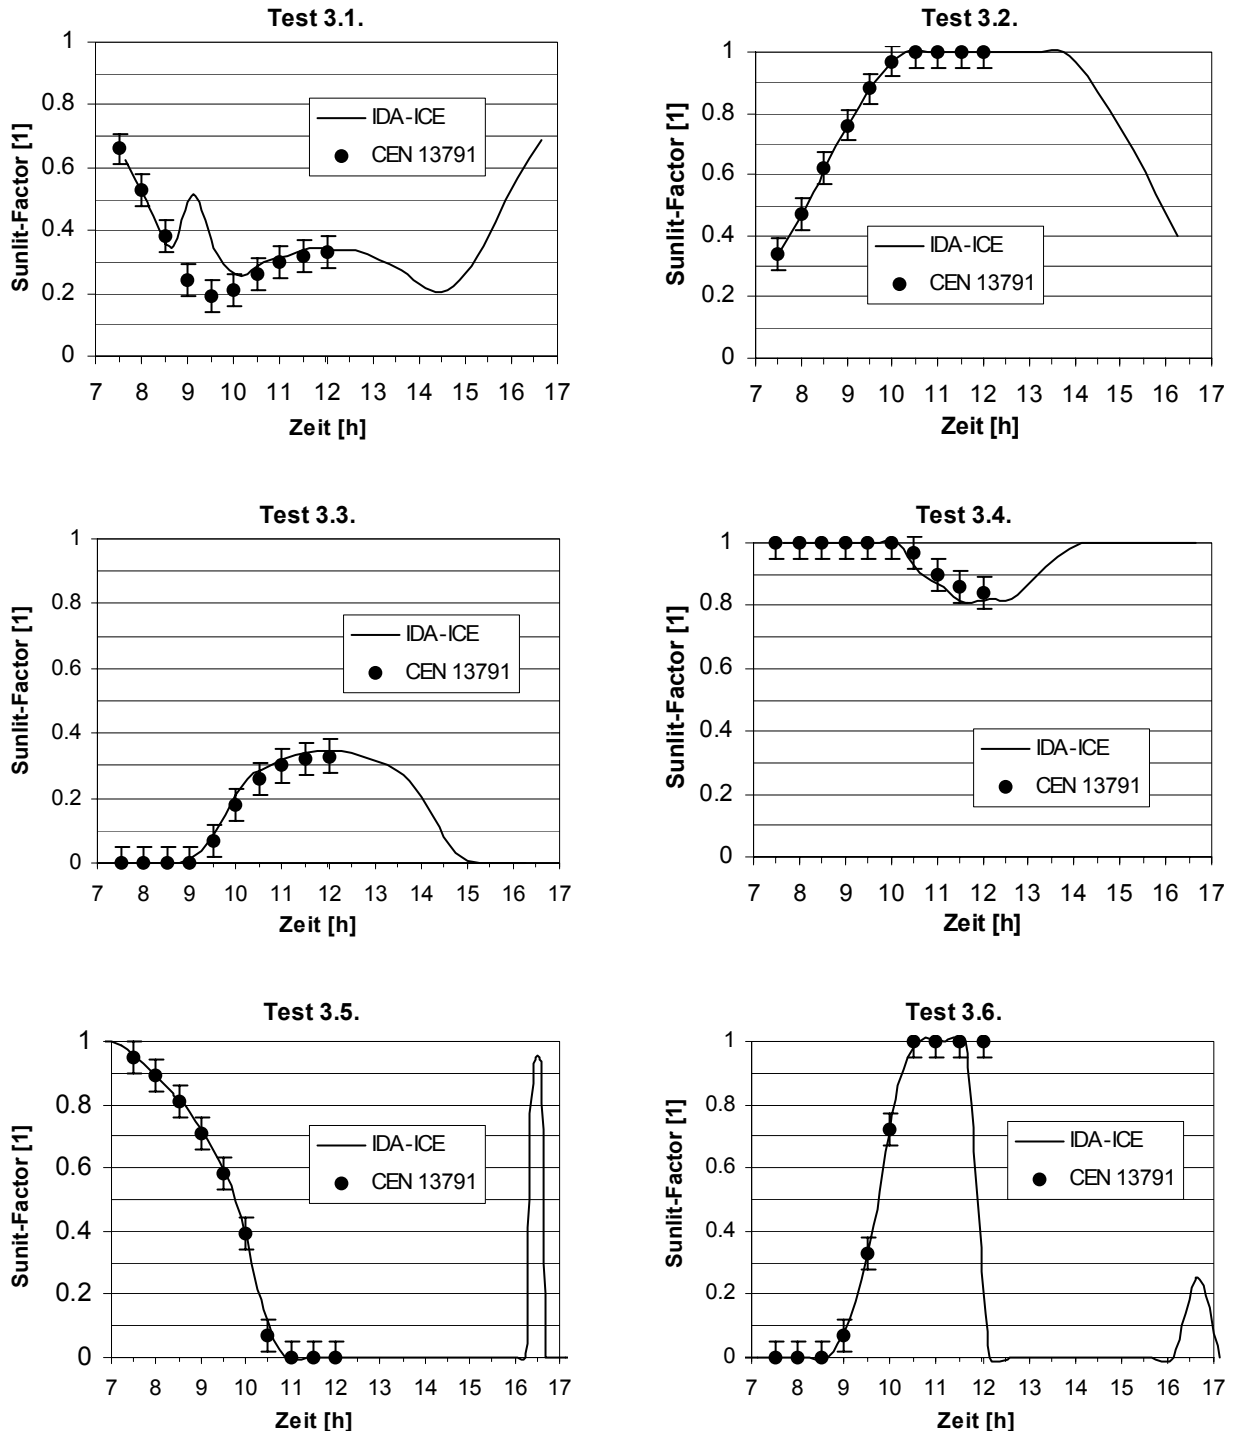 Test 3.1.
Sunlit-Factor [1]
1
0.8
0.6
0.4
0.2
0
IDA-ICE
CEN 13791
7 8 9 10 11 12 13 14 15 16 17
Zeit [h]
Test 3.2.
Sunlit-Factor [1]
1
0.8
0.6
0.4
0.2
0
IDA-ICE
CEN 13791
7 8 9 10 11 12 13 14 15 16 17
Zeit [h]
Test 3.3.
Sunlit-Factor [1]
1
0.8
0.6
0.4
0.2
0
IDA-ICE
CEN 13791
7 8 9 10 11 12 13 14 15 16 17
Zeit [h]
Test 3.4.
Sunlit-Factor [1]
1
0.8
0.6
0.4
0.2
0
IDA-ICE
CEN 13791
7 8 9 10 11 12 13 14 15 16 17
Zeit [h]
Test 3.5.
Sunit-Factor [1]
1
0.8
0.6
0.4
0.2
0
IDA-ICE
CEN 13791
7 8 9 10 11 12 13 14 15 16 17
Zeit [h]
Test 3.6.
Sunlit-Factor [1]
1
0.8
0.6
0.4
0.2
0
IDA-ICE
CEN 13791
7 8 9 10 11 12 13 14 15 16 17
Zeit [h]